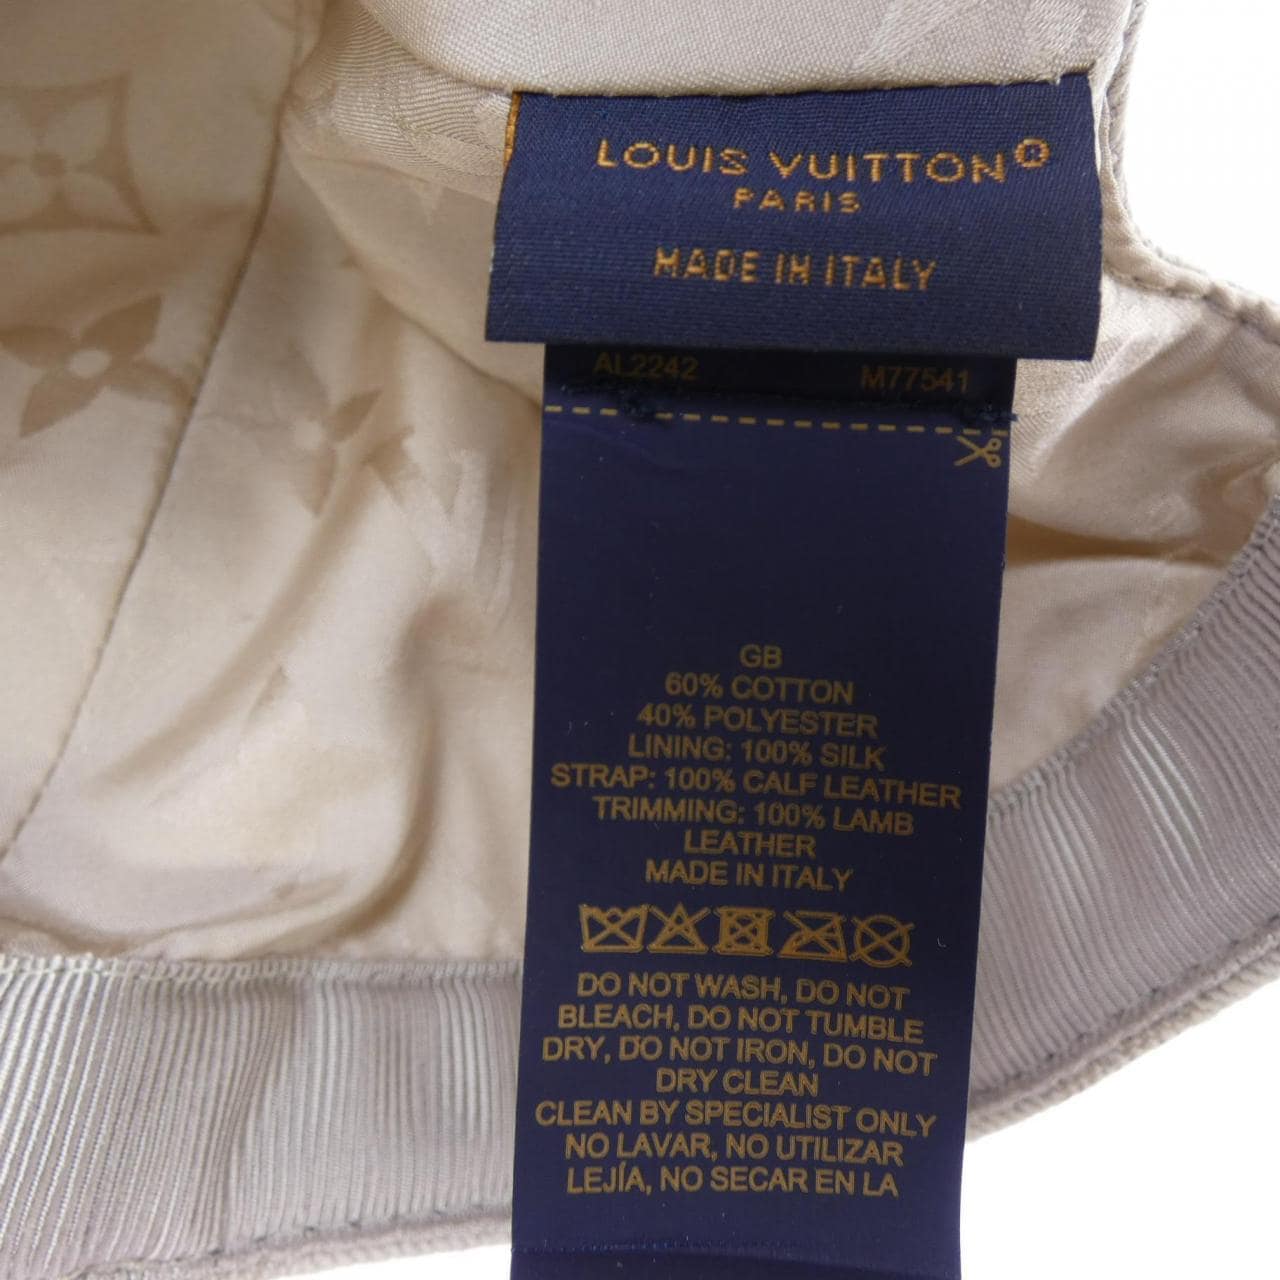 LOUIS VUITTON®
PARIS
MADE IN ITALY
AL2242 M77541
GB
60% COTTON
40% POLYESTER
LINING: 100% SILK
STRAP: 100% CALF LEATHER
TRIMMING: 100% LAMB
LEATHER
MADE IN ITALY
DO NOT WASH, DO NOT
BLEACH, DO NOT TUMBLE
DRY, DO NOT IRON, DO NOT
DRY CLEAN
CLEAN BY SPECIALIST ONLY
NO LAVAR, NO UTILIZAR
LEJÍA, NO SECAR EN LA